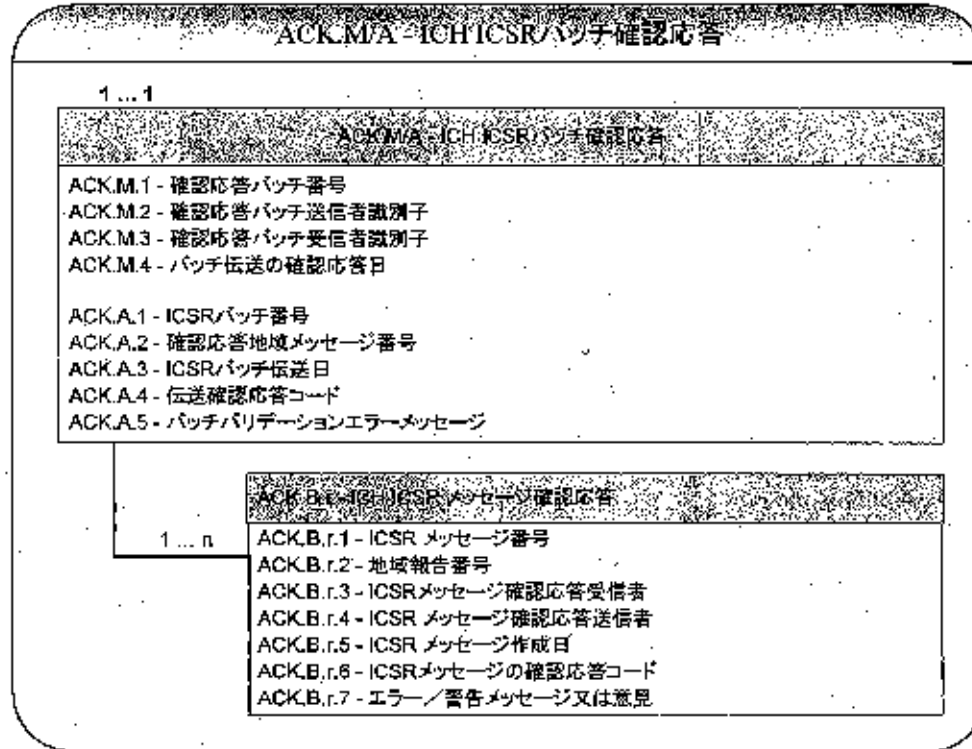 ACK.M/A - ICH ICSRバッチ確認応答
1 ... 1
ACK.M/A - ICH ICSRバッチ確認応答
ACK.M.1 - 確認応答バッチ番号
ACK.M.2 - 確認応答バッチ送信者識別子
ACK.M.3 - 確認応答バッチ受信者識別子
ACK.M.4 - バッチ伝送の確認応答日
ACK.A.1 - ICSRバッチ番号
ACK.A.2 - 確認応答地域メッセージ番号
ACK.A.3 - ICSRバッチ伝送日
ACK.A.4 - 伝送確認応答コード
ACK.A.5 - バッチバリデーションエラーメッセージ
ACK.B.r - ICH ICSR メッセージ確認応答
1 ... n
ACK.B.r.1 - ICSR メッセージ番号
ACK.B.r.2 - 地域報告番号
ACK.B.r.3 - ICSRメッセージ確認応答受信者
ACK.B.r.4 - ICSRメッセージ確認応答送信者
ACK.B.r.5 - ICSR メッセージ作成日
ACK.B.r.6 - ICSRメッセージの確認応答コード
ACK.B.r.7 - エラー／警告メッセージ又は意見